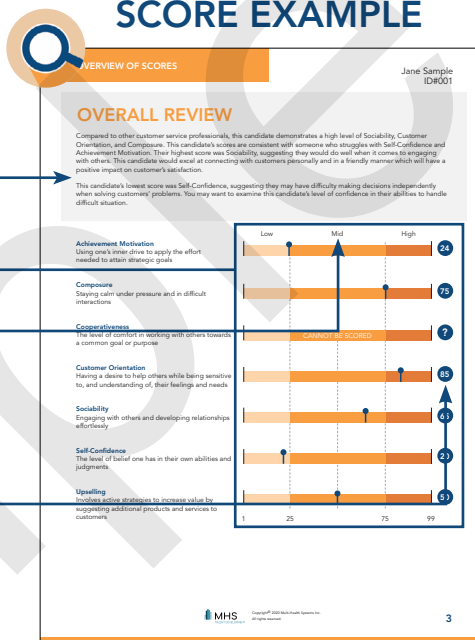 SCORE EXAMPLE
OVERVIEW OF SCORES
Jane Sample
ID#001
OVERALL REVIEW
Compared to other customer service professionals, this candidate demonstrates a high level of Sociability, Customer
Orientation, and Composure. This candidate's scores are consistent with someone who struggles with Self-Confidence and
Achievement Motivation. Their highest score was Sociability, suggesting they would do well when it comes to engaging
with others. This candidate would excel at connecting with customers personally and in a friendly manner which will have a
positive impact on customer's satisfaction.
This candidate's lowest score was Self-Confidence, suggesting they may have difficulty making decisions independently
when solving customers' problems. You may want to examine this candidate's level of confidence in their abilities to handle
difficult situation.
Low Mid High
Achievement Motivation
Using one's inner drive to apply the effort
needed to attain strategic goals
24
Composure
Staying calm under pressure and in difficult
interactions
75
Cooperativeness
The level of comfort in working with others towards
a common goal or purpose
CANNOT BE SCORED
?
Customer Orientation
Having a desire to help others while being sensitive
to, and understanding of, their feelings and needs
85
Sociability
Engaging with others and developing relationships
effortlessly
Self-Confidence
The level of belief one has in their own abilities and
judgments
Upselling
Involves active strategies to increase value by
suggesting additional products and services to
customers
1 25 75 99
MHS
Copyright© 2020 Multi-Health Systems Inc.
All rights reserved.
3